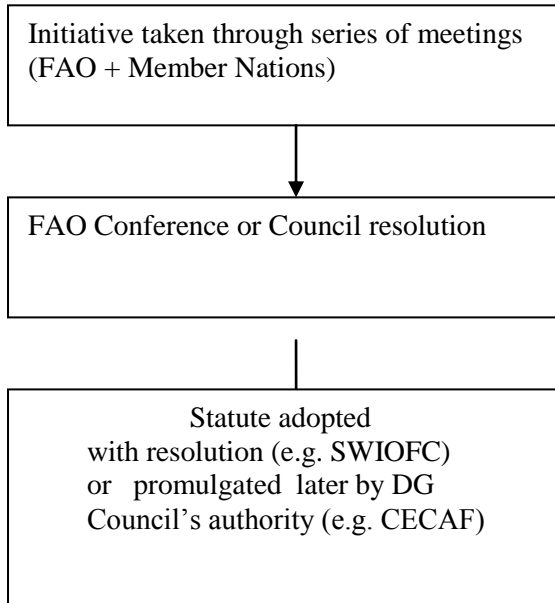 Initiative taken through series of meetings
(FAO + Member Nations)
FAO Conference or Council resolution
Statute adopted
with resolution (e.g. SWIOFC)
or promulgated later by DG
Council's authority (e.g. CECAF)